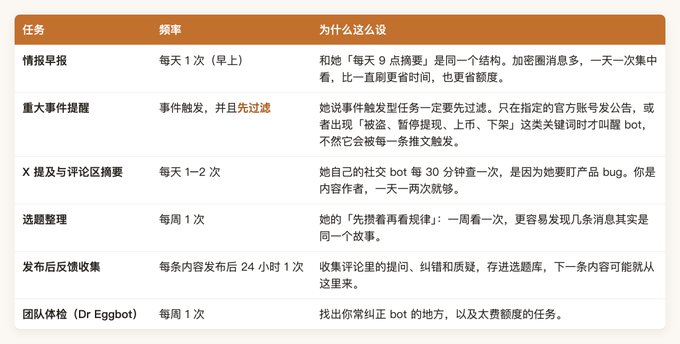 任务 频率 为什么这么设
情报早报 每天 1 次（早上） 和她「每天 9 点摘要」是同一个结构。加密圈消息多，一天一次集中
看，比一直刷更省时间，也更省额度。
重大事件提醒 事件触发，并且先过滤 她说事件触发型任务一定要先过滤。只在指定的官方账号发公告，或
者出现「被盗、暂停提现、上币、下架」这类关键词时才叫醒 bot，
不然它会被每一条推文触发。
X 提及与评论区摘要 每天 1—2 次 她自己的社交 bot 每 30 分钟查一次，是因为她要盯产品 bug。你是
内容作者，一天一两次就够。
选题整理 每周 1 次 她的「先攒着再看规律」：一周看一次，更容易发现几条消息其实是
同一个故事。
发布后反馈收集 每条内容发布后 24 小时 1 次 收集评论里的提问、纠错和质疑，存进选题库，下一条内容可能就从
这里来。
团队体检（Dr Eggbot） 每周 1 次 找出你常纠正 bot 的地方，以及太费额度的任务。